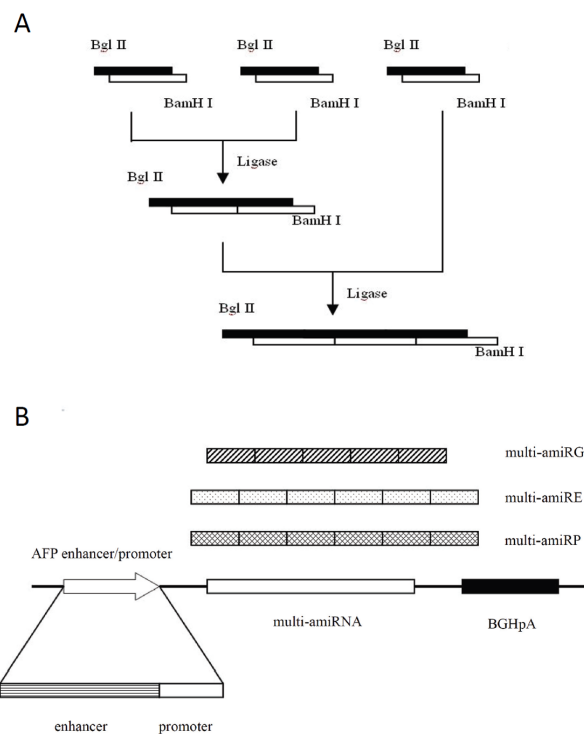 A
Bgl II Bgl II Bgl II
BamH I BamH I BamH I
Ligase
Bgl II
BamH I
Ligase
Bgl II
BamH I
B
multi-amiRG
multi-amiRE
multi-amiRP
AFP enhancer/promoter
multi-amiRNA BGHpA
enhancer promoter